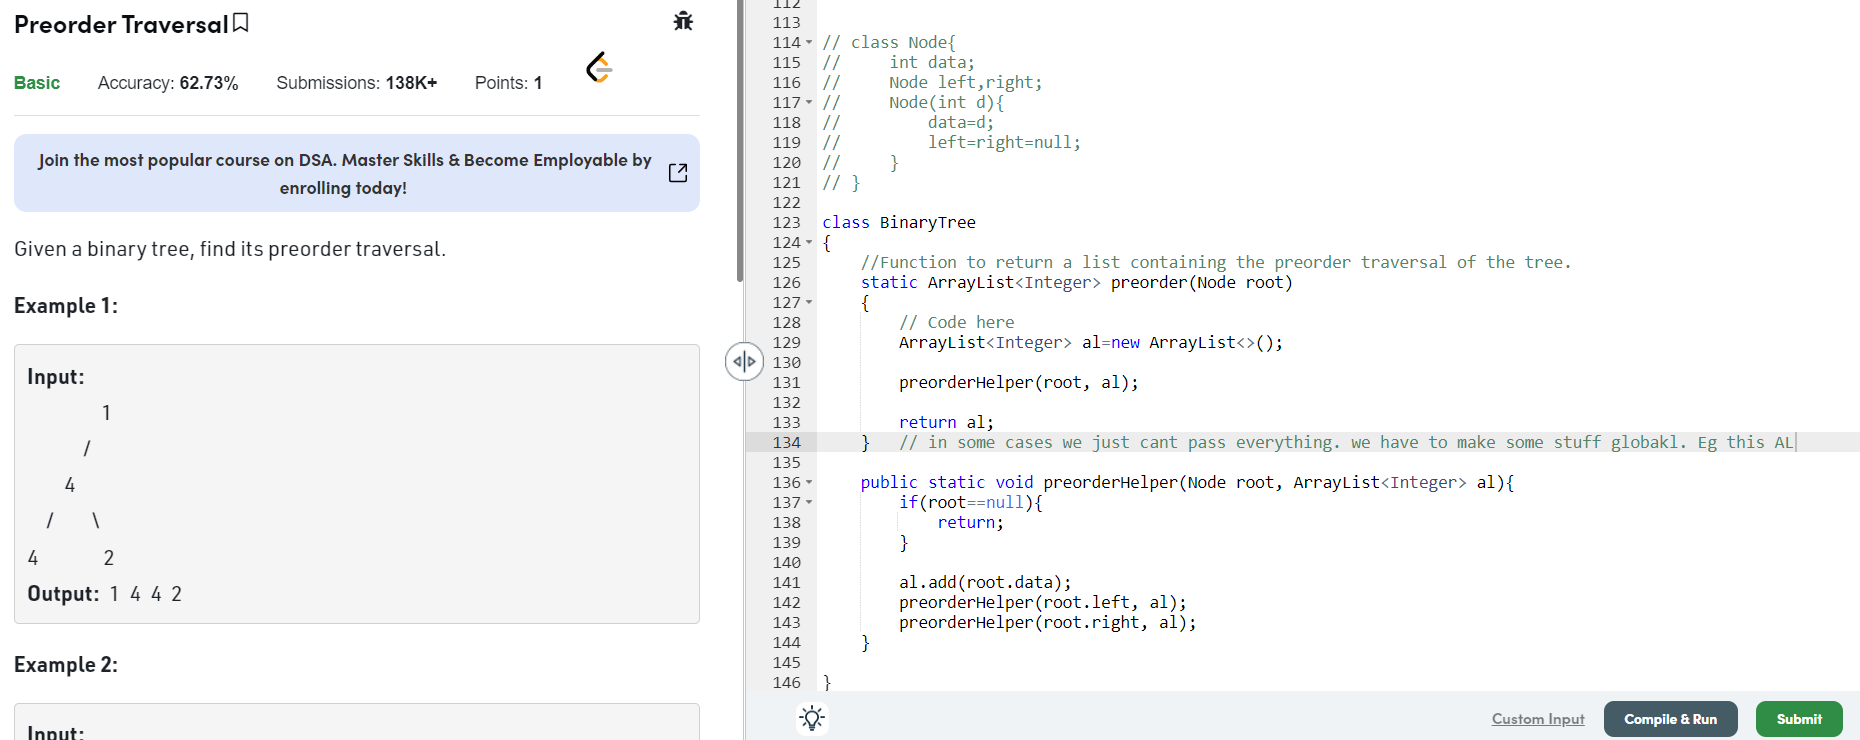 Preorder Traversal
Basic Accuracy: 62.73% Submissions: 138K+ Points: 1
Join the most popular course on DSA. Master Skills & Become Employable by
enrolling today!
Given a binary tree, find its preorder traversal.
Example 1:
Input:
1
/
4
/ \
4 2
Output: 1 4 4 2
Example 2:
Input:
112
113
114 // class Node{
115 //     int data;
116 //     Node left,right;
117 //     Node(int d){
118 //         data=d;
119 //         left=right=null;
120 //     }
121 // }
122
123 class BinaryTree
124 {
125     //Function to return a list containing the preorder traversal of the tree.
126     static ArrayList<Integer> preorder(Node root)
127     {
128         // Code here
129         ArrayList<Integer> al=new ArrayList<>();
130
131         preorderHelper(root, al);
132
133         return al;
134     }   // in some cases we just cant pass everything. we have to make some stuff globakl. Eg this AL
135
136     public static void preorderHelper(Node root, ArrayList<Integer> al){
137         if(root==null){
138             return;
139         }
140
141         al.add(root.data);
142         preorderHelper(root.left, al);
143         preorderHelper(root.right, al);
144     }
145
146 }
Custom Input Compile & Run Submit